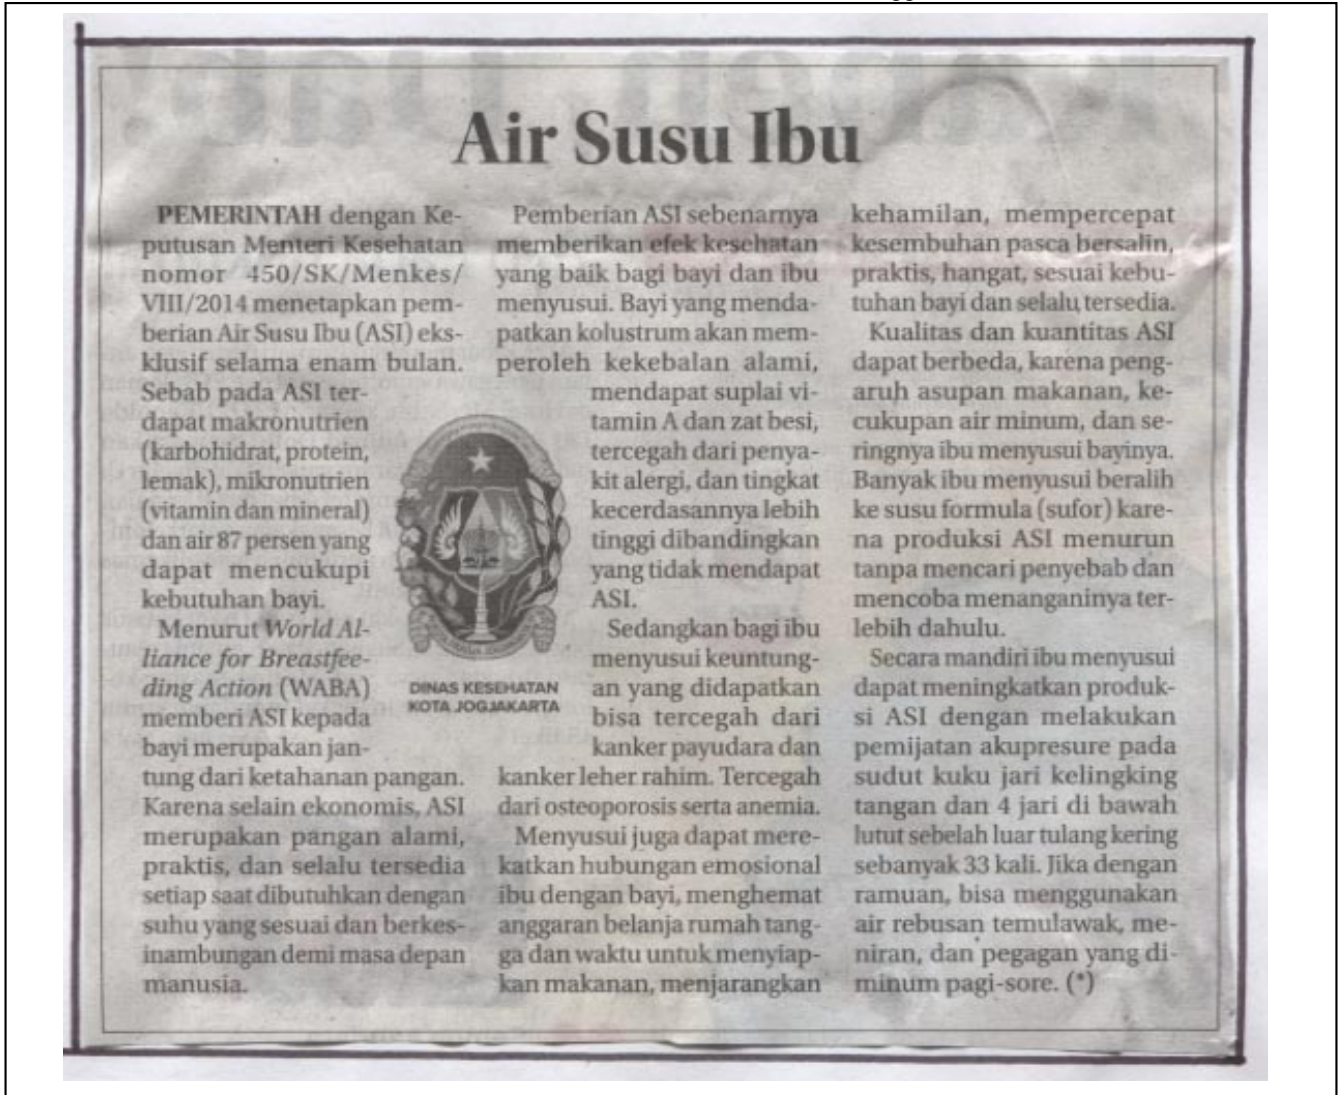 Air Susu Ibu
PEMERINTAH dengan Ke-
putusan Menteri Kesehatan
nomor 450/SK/Menkes/
VIII/2014 menetapkan pem-
berian Air Susu Ibu (ASI) eks-
klusif selama enam bulan.
Sebab pada ASI ter-
dapat makronutrien
(karbohidrat, protein,
lemak), mikronutrien
(vitamin dan mineral)
dan air 87 persen yang
dapat mencukupi
kebutuhan bayi.
Menurut World Al-
liance for Breastfee-
ding Action (WABA)
memberi ASI kepada
bayi merupakan jan-
tung dari ketahanan pangan.
Karena selain ekonomis, ASI
merupakan pangan alami,
praktis, dan selalu tersedia
setiap saat dibutuhkan dengan
suhu yang sesuai dan berkes-
inambungan demi masa depan
manusia.
DINAS KESEHATAN
KOTA JOGJAKARTA
Pemberian ASI sebenarnya
memberikan efek kesehatan
yang baik bagi bayi dan ibu
menyusui. Bayi yang menda-
patkan kolustrum akan mem-
peroleh kekebalan alami,
mendapat suplai vi-
tamin A dan zat besi,
tercegah dari penya-
kit alergi, dan tingkat
kecerdasannya lebih
tinggi dibandingkan
yang tidak mendapat
ASI.
Sedangkan bagi ibu
menyusui keuntung-
an yang didapatkan
bisa tercegah dari
kanker payudara dan
kanker leher rahim. Tercegah
dari osteoporosis serta anemia.
Menyusui juga dapat mere-
katkan hubungan emosional
ibu dengan bayi, menghemat
anggaran belanja rumah tang-
ga dan waktu untuk menyiap-
kan makanan, menjarangkan
kehamilan, mempercepat
kesembuhan pasca bersalin,
praktis, hangat, sesuai kebu-
tuhan bayi dan selalu tersedia.
Kualitas dan kuantitas ASI
dapat berbeda, karena peng-
aruh asupan makanan, ke-
cukupan air minum, dan se-
ringnya ibu menyusui bayinya.
Banyak ibu menyusui beralih
ke susu formula (sufor) kare-
na produksi ASI menurun
tanpa mencari penyebab dan
mencoba menanganinya ter-
lebih dahulu.
Secara mandiri ibu menyusui
dapat meningkatkan produk-
si ASI dengan melakukan
pemijatan akupresure pada
sudut kuku jari kelingking
tangan dan 4 jari di bawah
lutut sebelah luar tulang kering
sebanyak 33 kali. Jika dengan
ramuan, bisa menggunakan
air rebusan temulawak, me-
niran, dan pegagan yang di-
minum pagi-sore. (*)